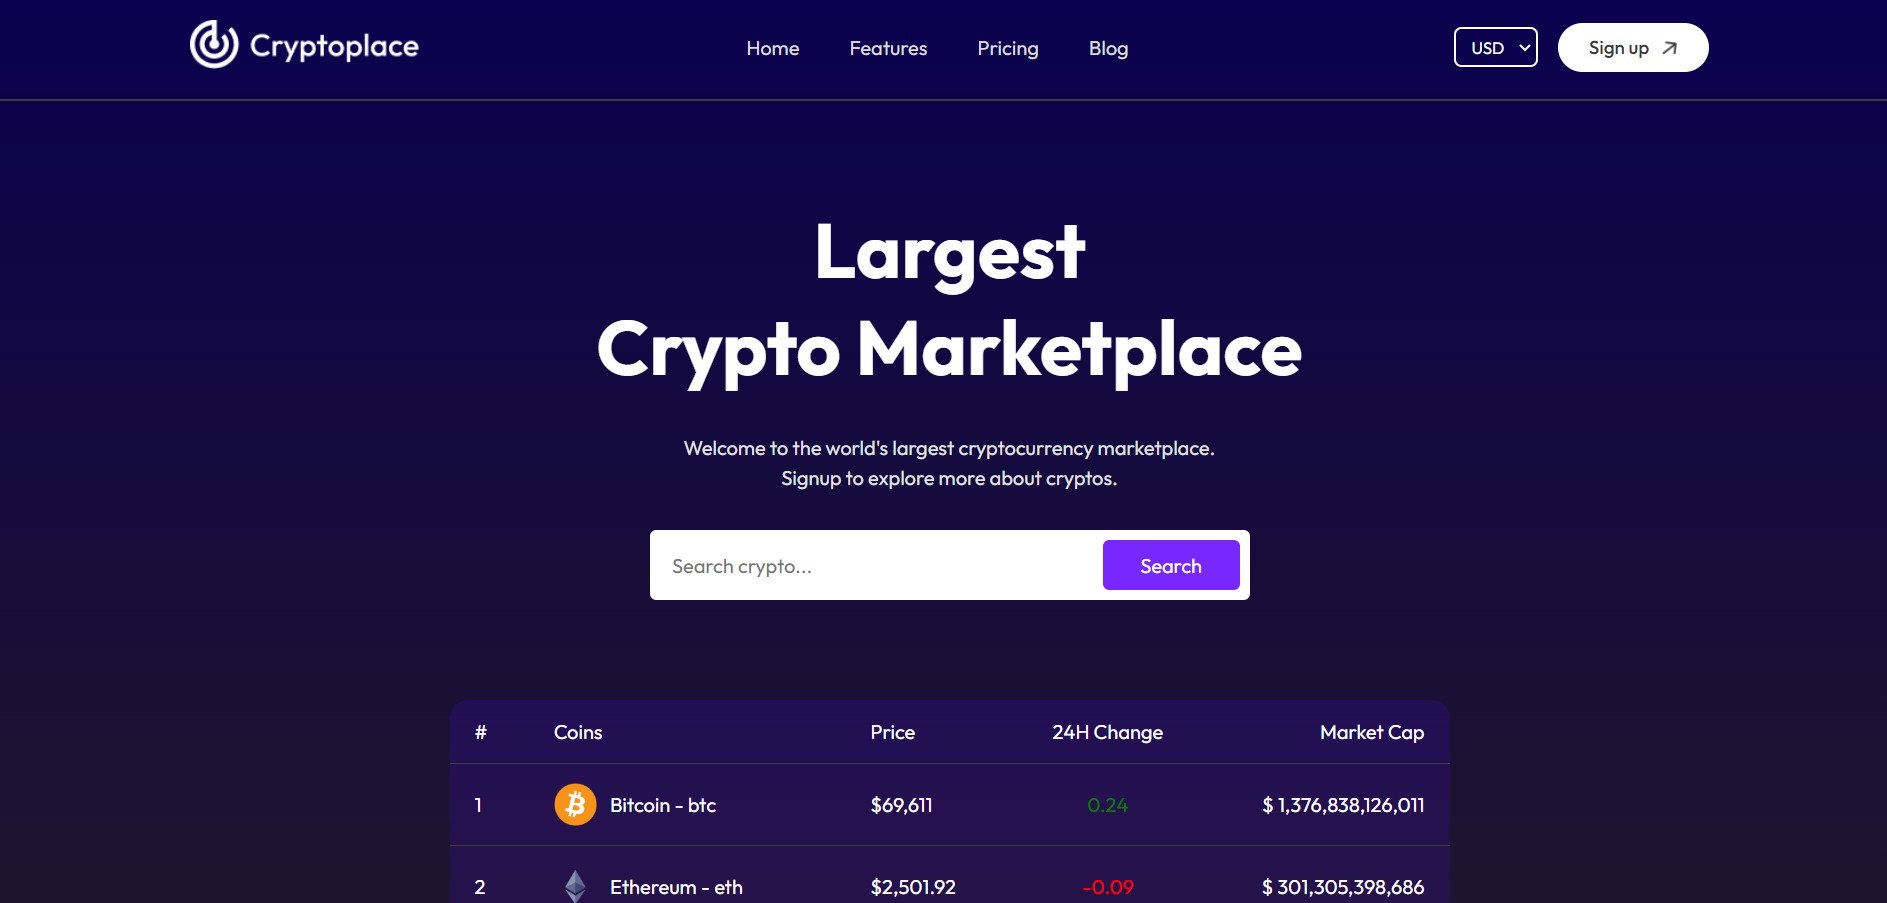 Cryptoplace Home Features Pricing Blog USD Sign up
Largest
Crypto Marketplace
Welcome to the world's largest cryptocurrency marketplace.
Signup to explore more about cryptos.
Search crypto... Search
# Coins Price 24H Change Market Cap
1 Bitcoin - btc $69,611 0.24 $ 1,376,838,126,011
2 Ethereum - eth $2,501.92 -0.09 $ 301,305,398,686